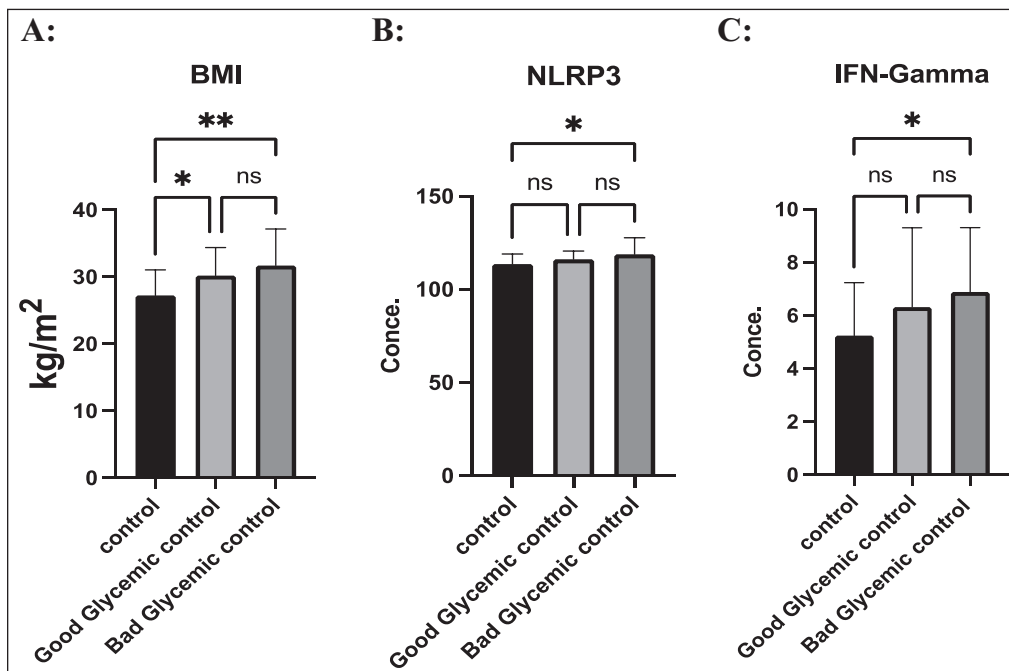 A:
BMI
**
*
ns
40
30
20
10
0
kg/m²
control
Good Glycemic control
Bad Glycemic control
B:
NLRP3
*
ns
ns
150
100
50
0
Conce.
control
Good Glycemic control
Bad Glycemic control
C:
IFN-Gamma
*
ns
ns
10
8
6
4
2
0
Conce.
control
Good Glycemic control
Bad Glycemic control